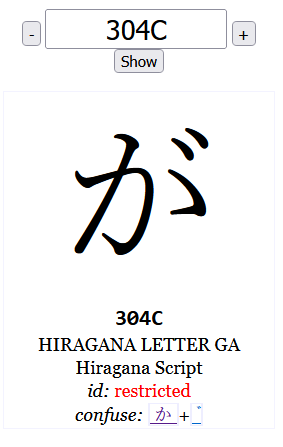 - 304C +
Show
が
304C
HIRAGANA LETTER GA
Hiragana Script
id: restricted
confuse: か+゙